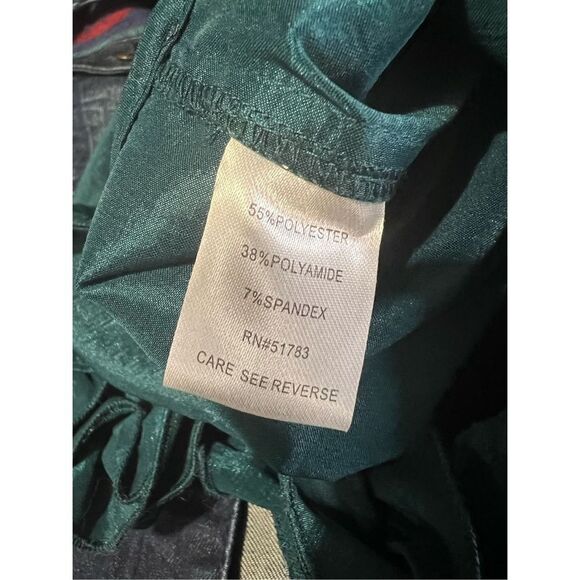 55%POLYESTER
38%POLYAMIDE
7%SPANDEX
RN#51783
CARE SEE REVERSE